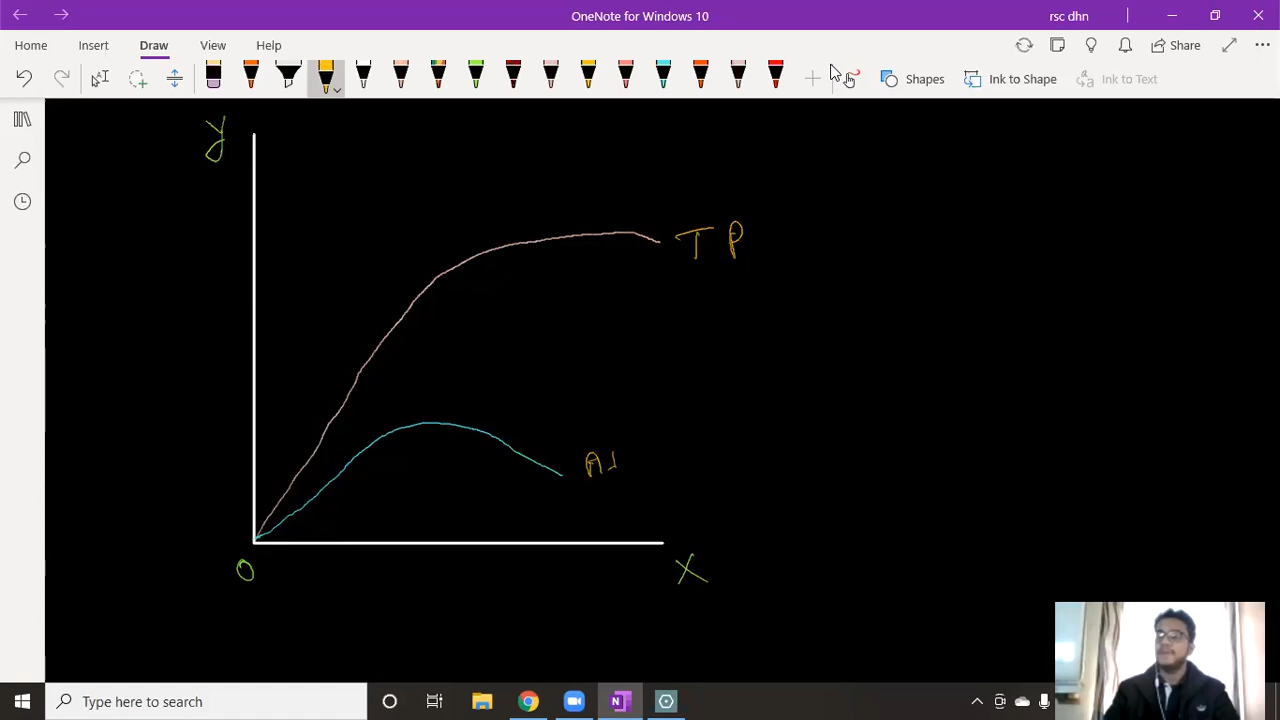 OneNote for Windows 10
rsc dhn
Home Insert Draw View Help
Share
Shapes
Ink to Shape
Ink to Text
y
TP
A
O
X
Type here to search